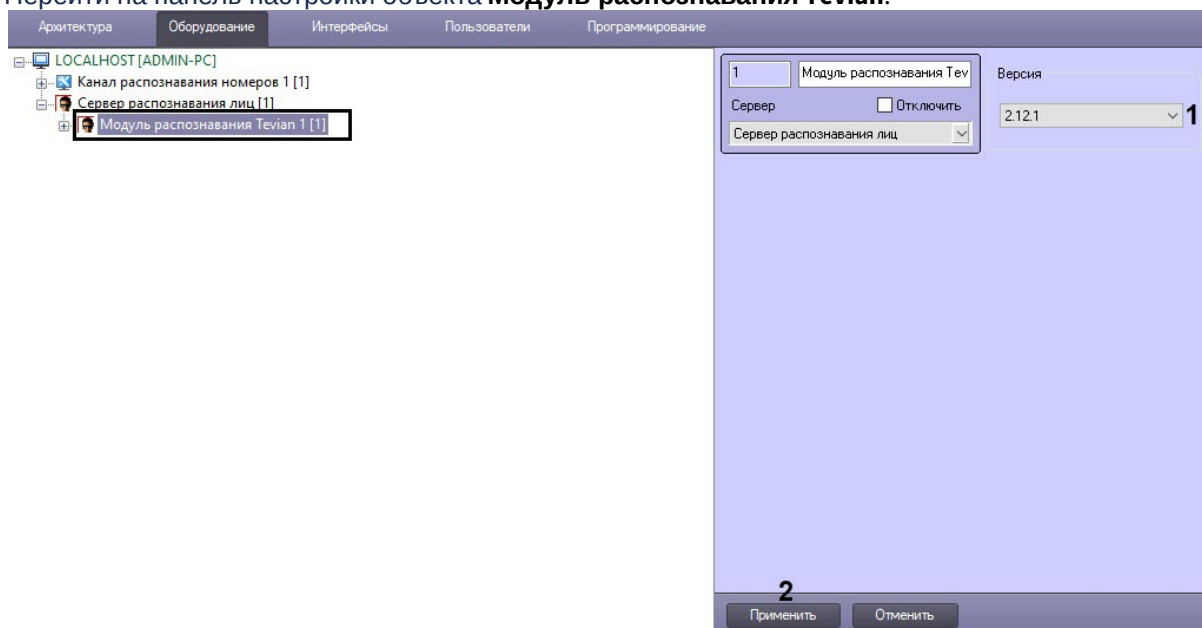 Перейти на панель настройки объекта Модуль распознавания Tevian.
Архитектура Оборудование Интерфейсы Пользователи Программирование
LOCALHOST [ADMIN-PC]
Канал распознавания номеров 1 [1]
Сервер распознавания лиц [1]
Модуль распознавания Tevian 1 [1]
1 Модуль распознавания Tev
Сервер Отключить
Сервер распознавания лиц
Версия
2.12.1 1
2
Применить Отменить